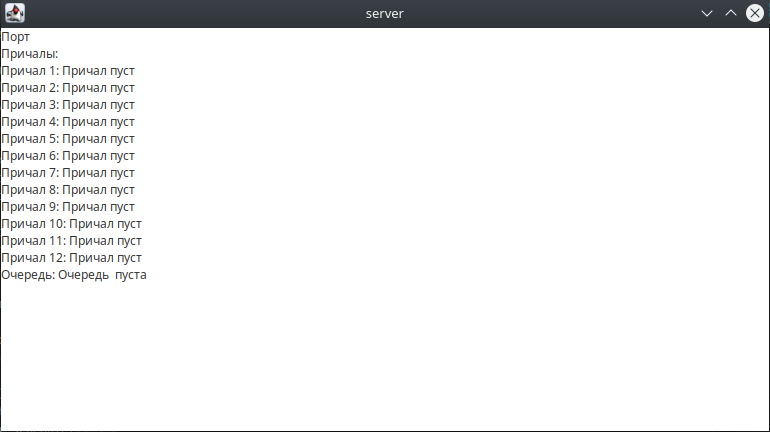 server
Порт
Причалы:
Причал 1: Причал пуст
Причал 2: Причал пуст
Причал 3: Причал пуст
Причал 4: Причал пуст
Причал 5: Причал пуст
Причал 6: Причал пуст
Причал 7: Причал пуст
Причал 8: Причал пуст
Причал 9: Причал пуст
Причал 10: Причал пуст
Причал 11: Причал пуст
Причал 12: Причал пуст
Очередь: Очередь  пуста